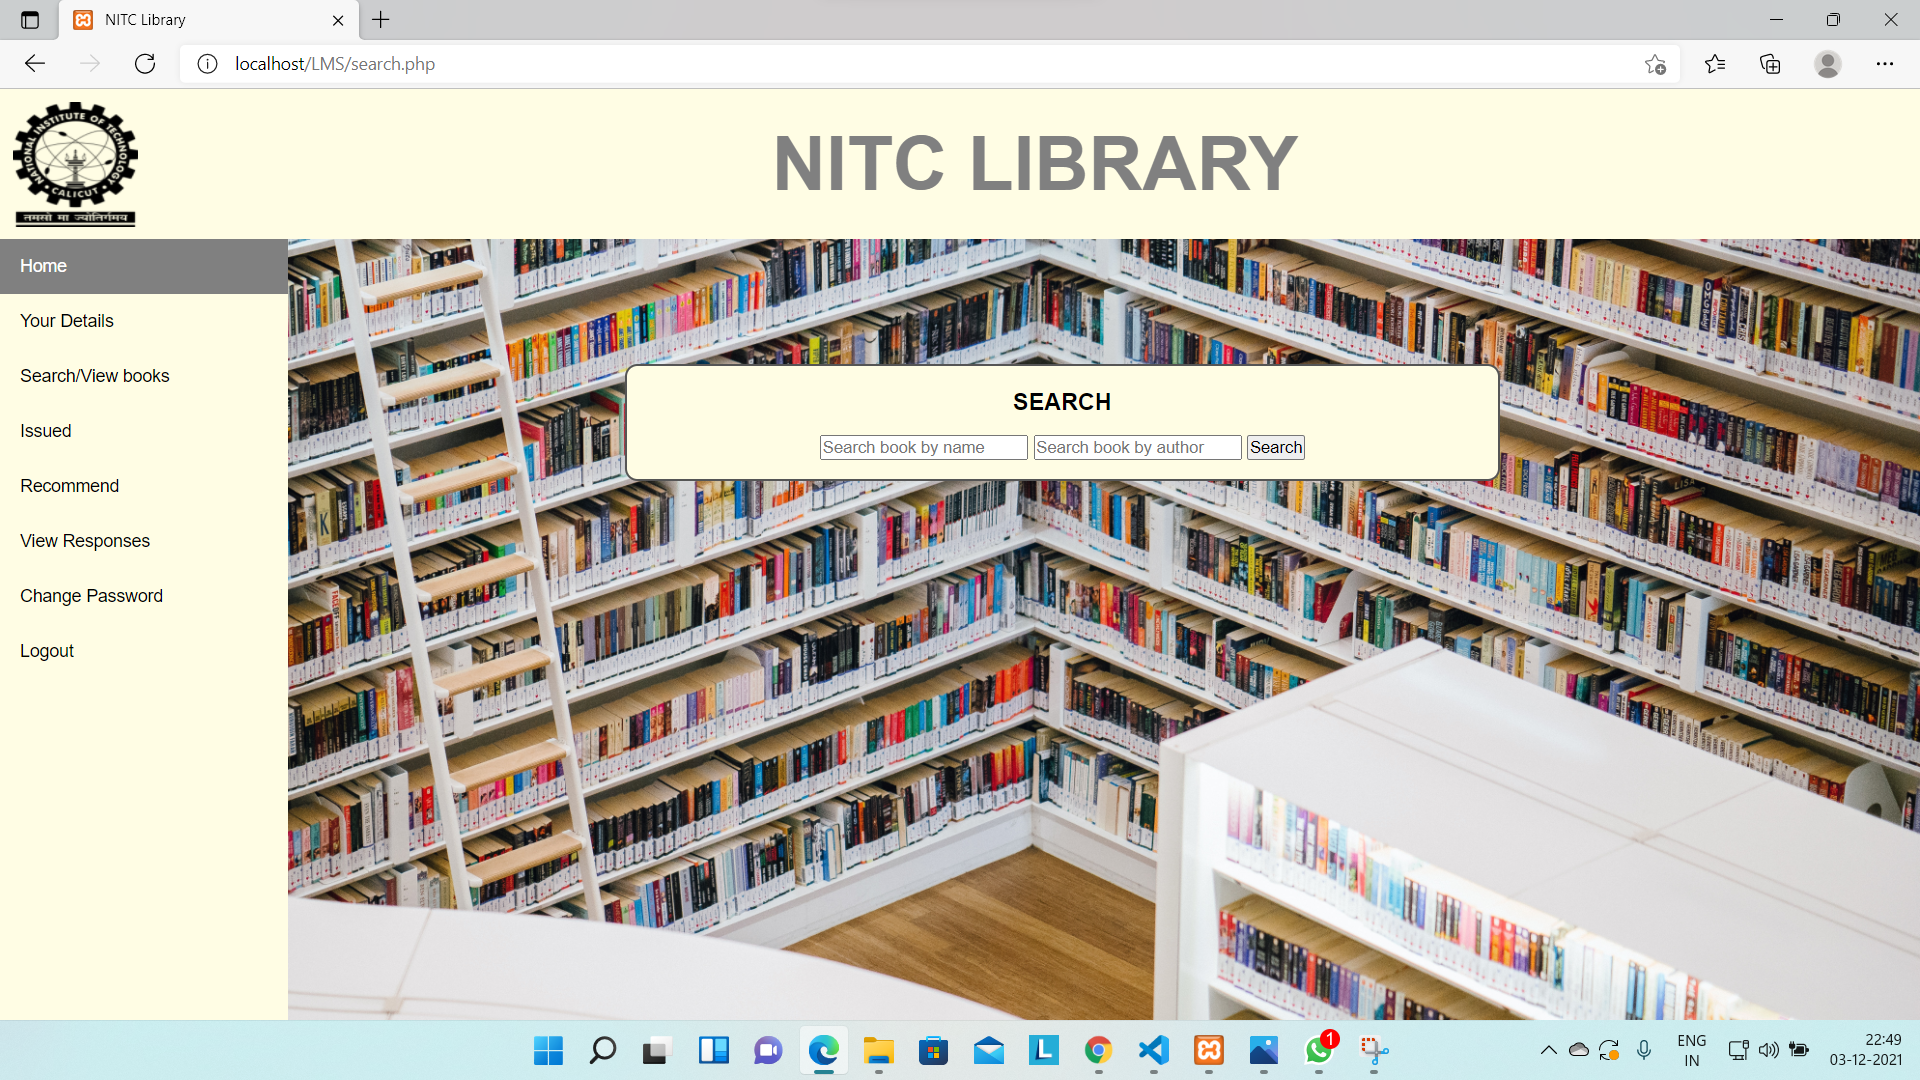 NITC Library
localhost/LMS/search.php
NATIONAL INSTITUTE OF TECHNOLOGY
CALICUT
तमसो मा ज्योतिर्गमय
NITC LIBRARY
Home
Your Details
Search/View books
Issued
Recommend
View Responses
Change Password
Logout
SEARCH
Search book by name Search book by author Search
1
ENG
IN
22:49
03-12-2021